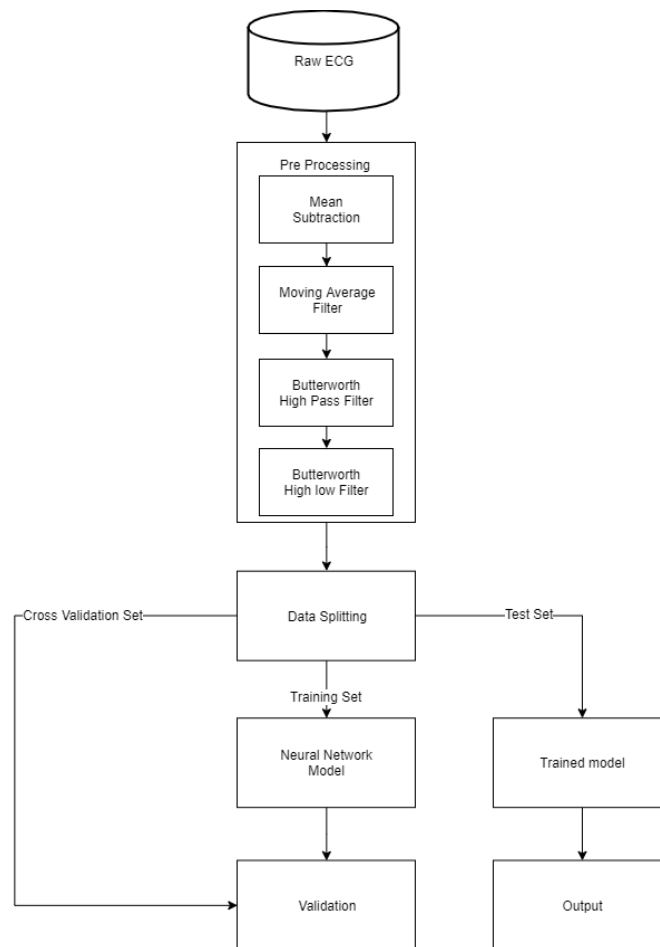 Raw ECG
Pre Processing
Mean
Subtraction
Moving Average
Filter
Butterworth
High Pass Filter
Butterworth
High low Filter
Cross Validation Set
Data Splitting
Test Set
Training Set
Neural Network
Model
Trained model
Validation
Output